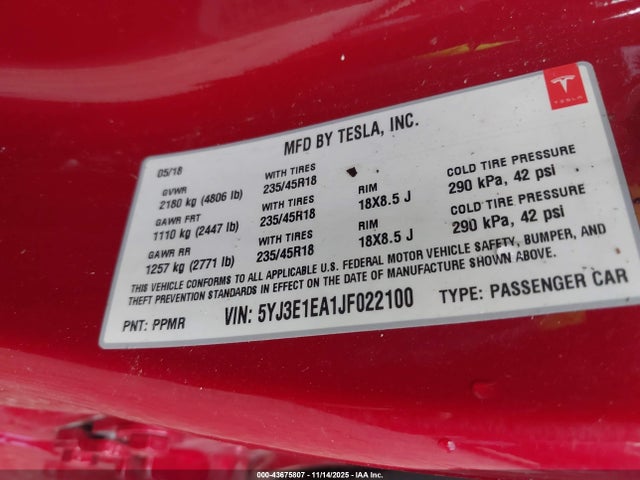 TESLA
MFD BY TESLA, INC.
05/18
GVWR WITH TIRES RIM COLD TIRE PRESSURE
2180 kg (4806 lb) 235/45R18 18X8.5 J 290 kPa, 42 psi
GAWR FRT WITH TIRES RIM COLD TIRE PRESSURE
1110 kg (2447 lb) 235/45R18 18X8.5 J 290 kPa, 42 psi
GAWR RR WITH TIRES
1257 kg (2771 lb) 235/45R18
THIS VEHICLE CONFORMS TO ALL APPLICABLE U.S. FEDERAL MOTOR VEHICLE SAFETY, BUMPER, AND
THEFT PREVENTION STANDARDS IN EFFECT ON THE DATE OF MANUFACTURE SHOWN ABOVE.
PNT: PPMR VIN: 5YJ3E1EA1JF022100 TYPE: PASSENGER CAR
000-43675807 - 11/14/2025 - IAA Inc.